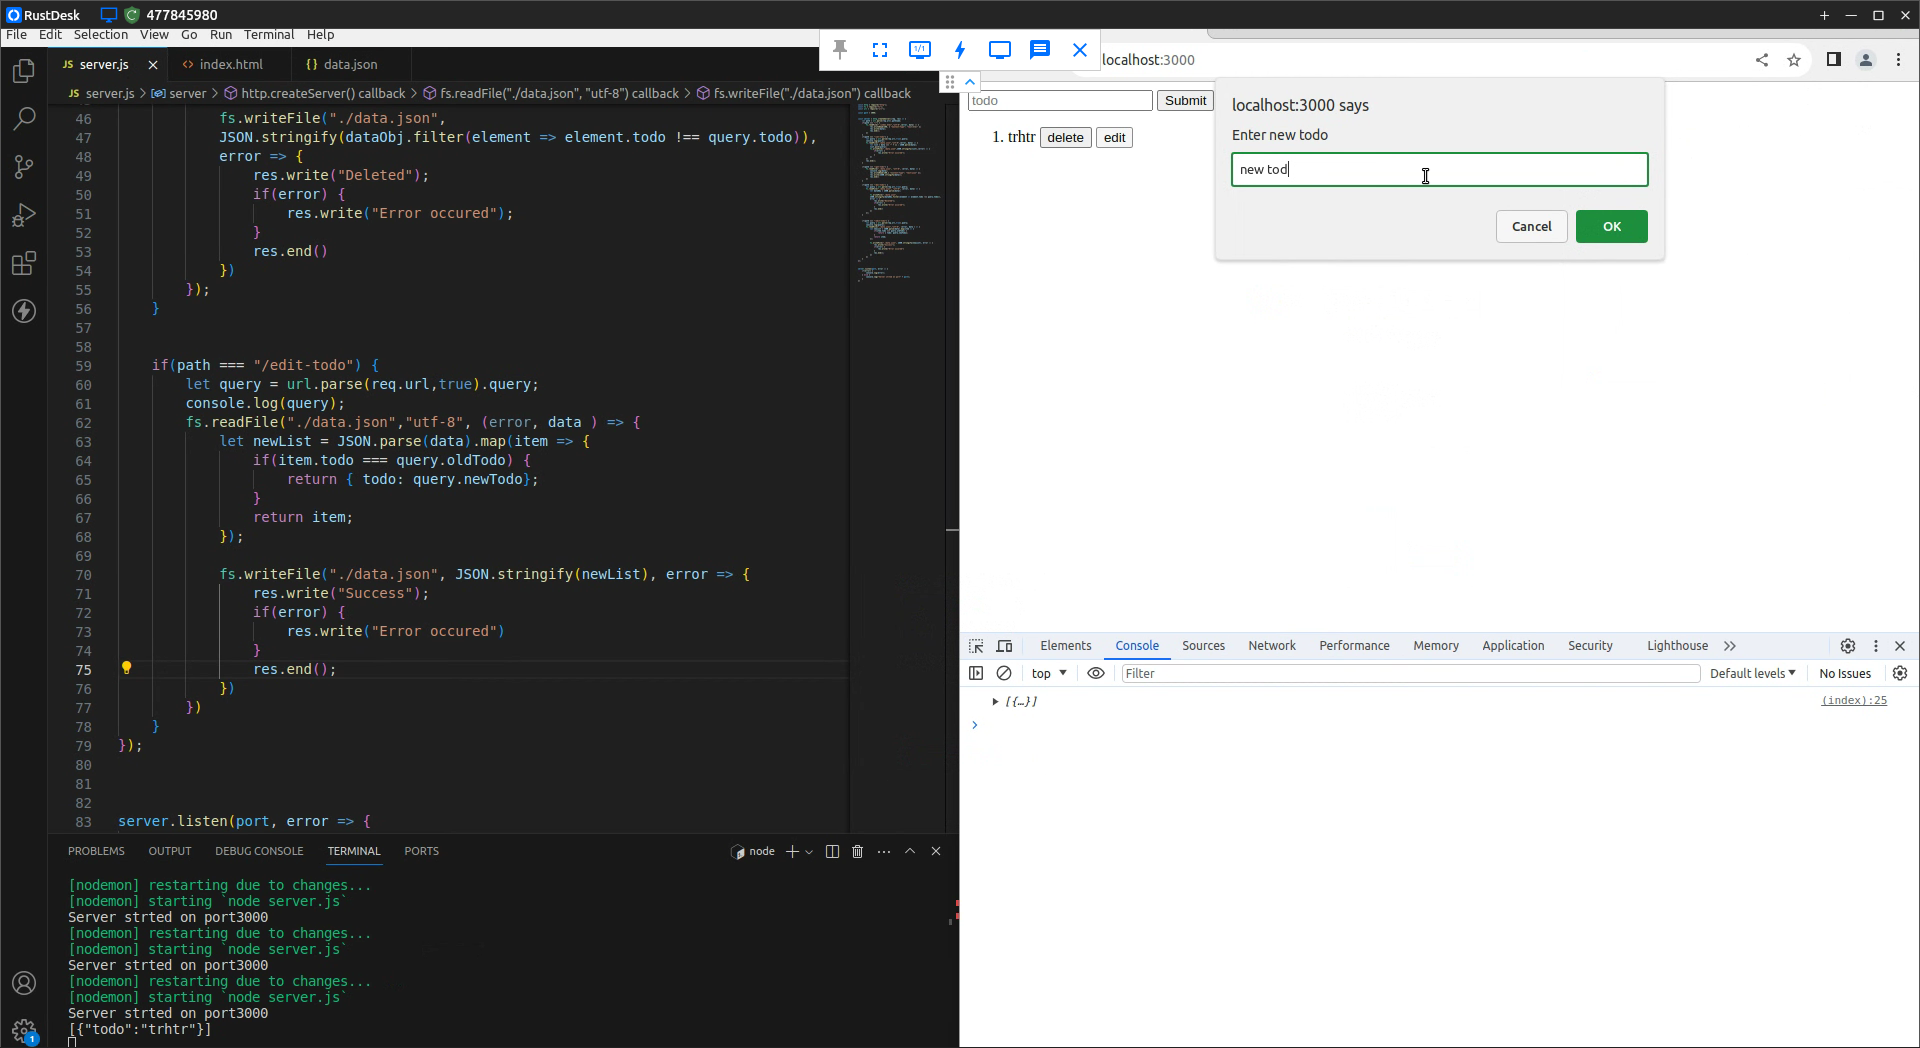 RustDesk 477845980
File Edit Selection View Go Run Terminal Help
JS server.js index.html {} data.json
JS server.js > server > http.createServer() callback > fs.readFile("./data.json", "utf-8") callback > fs.writeFile("./data.json") callback
46 fs.writeFile("./data.json",
47 JSON.stringify(dataObj.filter(element => element.todo !== query.todo)),
48 error => {
49 res.write("Deleted");
50 if(error) {
51 res.write("Error occured");
52 }
53 res.end()
54 })
55 });
56 }
57
58
59 if(path === "/edit-todo") {
60 let query = url.parse(req.url,true).query;
61 console.log(query);
62 fs.readFile("./data.json","utf-8", (error, data ) => {
63 let newList = JSON.parse(data).map(item => {
64 if(item.todo === query.oldTodo) {
65 return { todo: query.newTodo};
66 }
67 return item;
68 });
69
70 fs.writeFile("./data.json", JSON.stringify(newList), error => {
71 res.write("Success");
72 if(error) {
73 res.write("Error occured")
74 }
75 res.end();
76 })
77 })
78 }
79 });
80
81
82
83 server.listen(port, error => {
PROBLEMS OUTPUT DEBUG CONSOLE TERMINAL PORTS node
[nodemon] restarting due to changes...
[nodemon] starting `node server.js`
Server strted on port3000
[nodemon] restarting due to changes...
[nodemon] starting `node server.js`
Server strted on port3000
[nodemon] restarting due to changes...
[nodemon] starting `node server.js`
Server strted on port3000
[{"todo":"trhtr"}]
1
1/1
localhost:3000
todo Submit
1. trhtr delete edit
localhost:3000 says
Enter new todo
new tod
Cancel OK
Elements Console Sources Network Performance Memory Application Security Lighthouse
top Filter Default levels No Issues
[{…}] (index):25